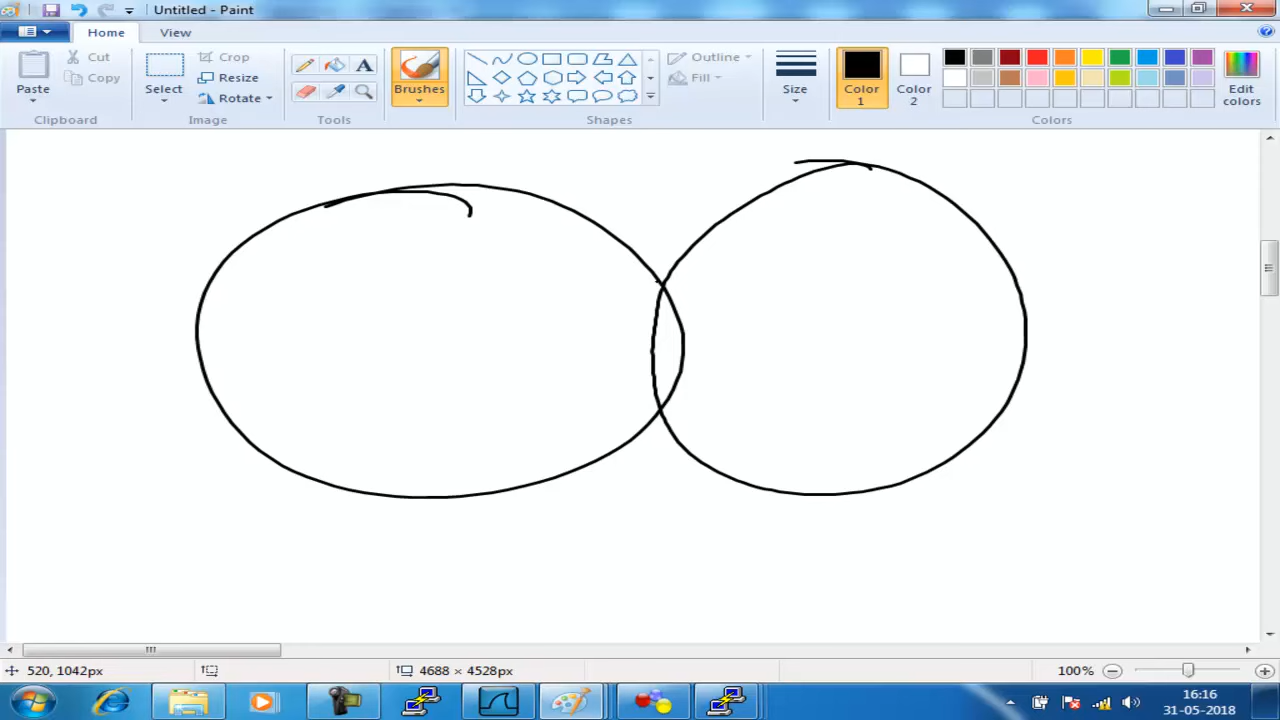 Untitled - Paint
Home View
Paste
Cut
Copy
Clipboard
Select
Crop
Resize
Rotate
Image
A
Tools
Brushes
Shapes
Outline
Fill
Size
Color 1
Color 2
Edit colors
Colors
520, 1042px
4688 × 4528px
100%
16:16
31-05-2018